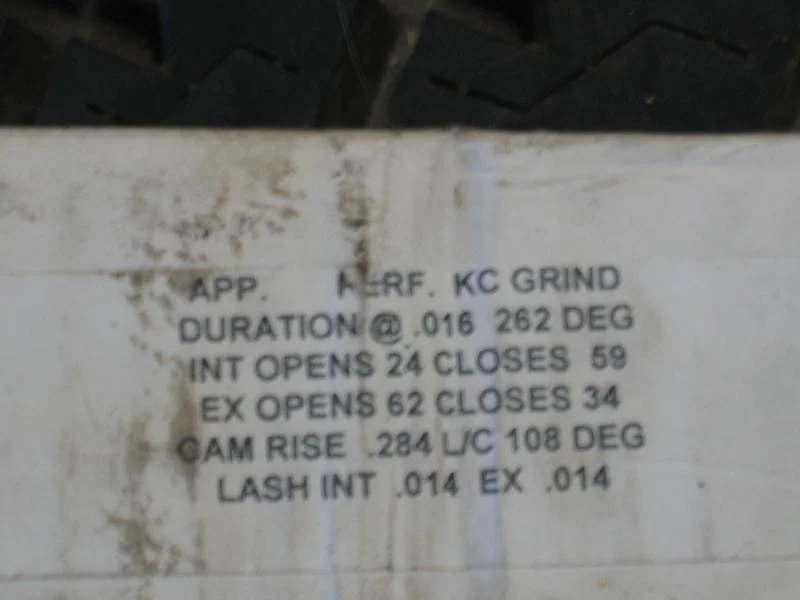 APP. PERF. KC GRIND
DURATION @ .016 262 DEG
INT OPENS 24 CLOSES 59
EX OPENS 62 CLOSES 34
CAM RISE .284 L/C 108 DEG
LASH INT .014 EX .014